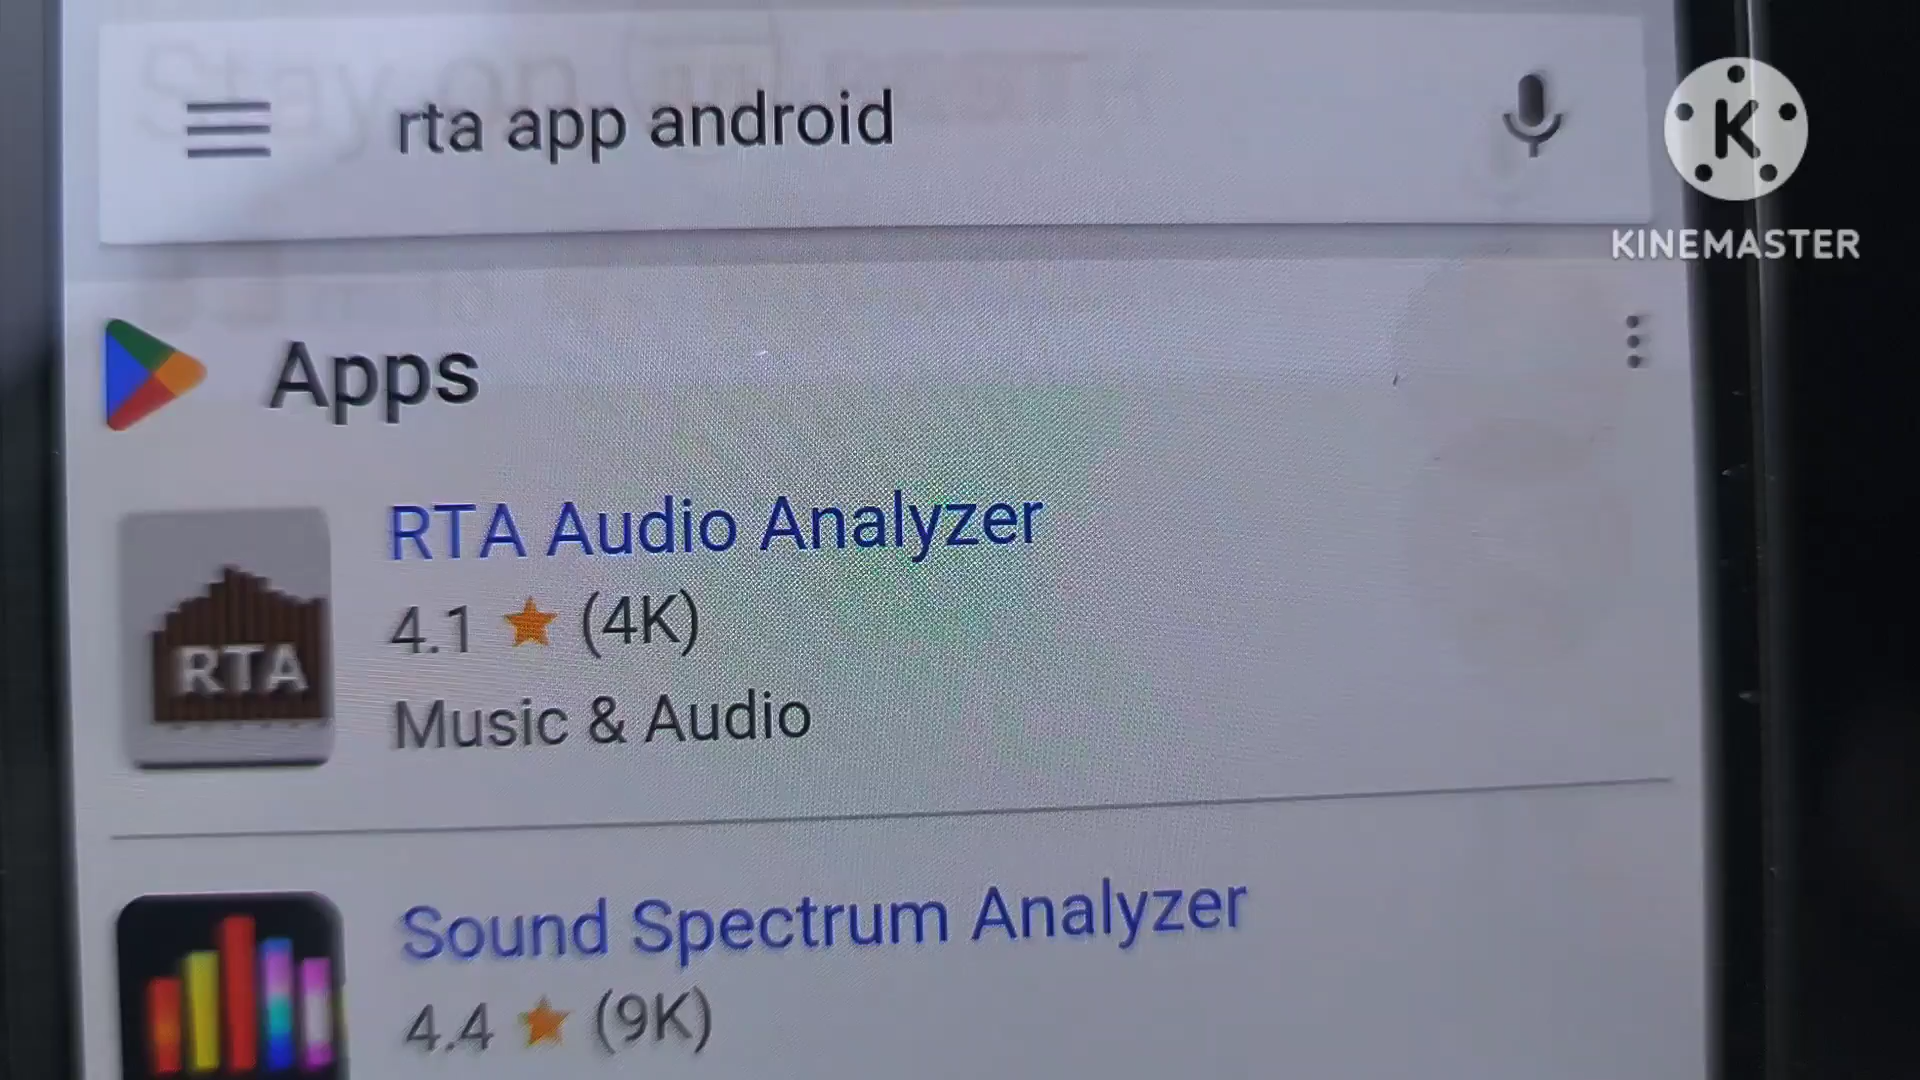 rta app android
K
KINEMASTER
Apps
RTA Audio Analyzer
4.1 ★ (4K)
RTA
Music & Audio
Sound Spectrum Analyzer
4.4 ★ (9K)